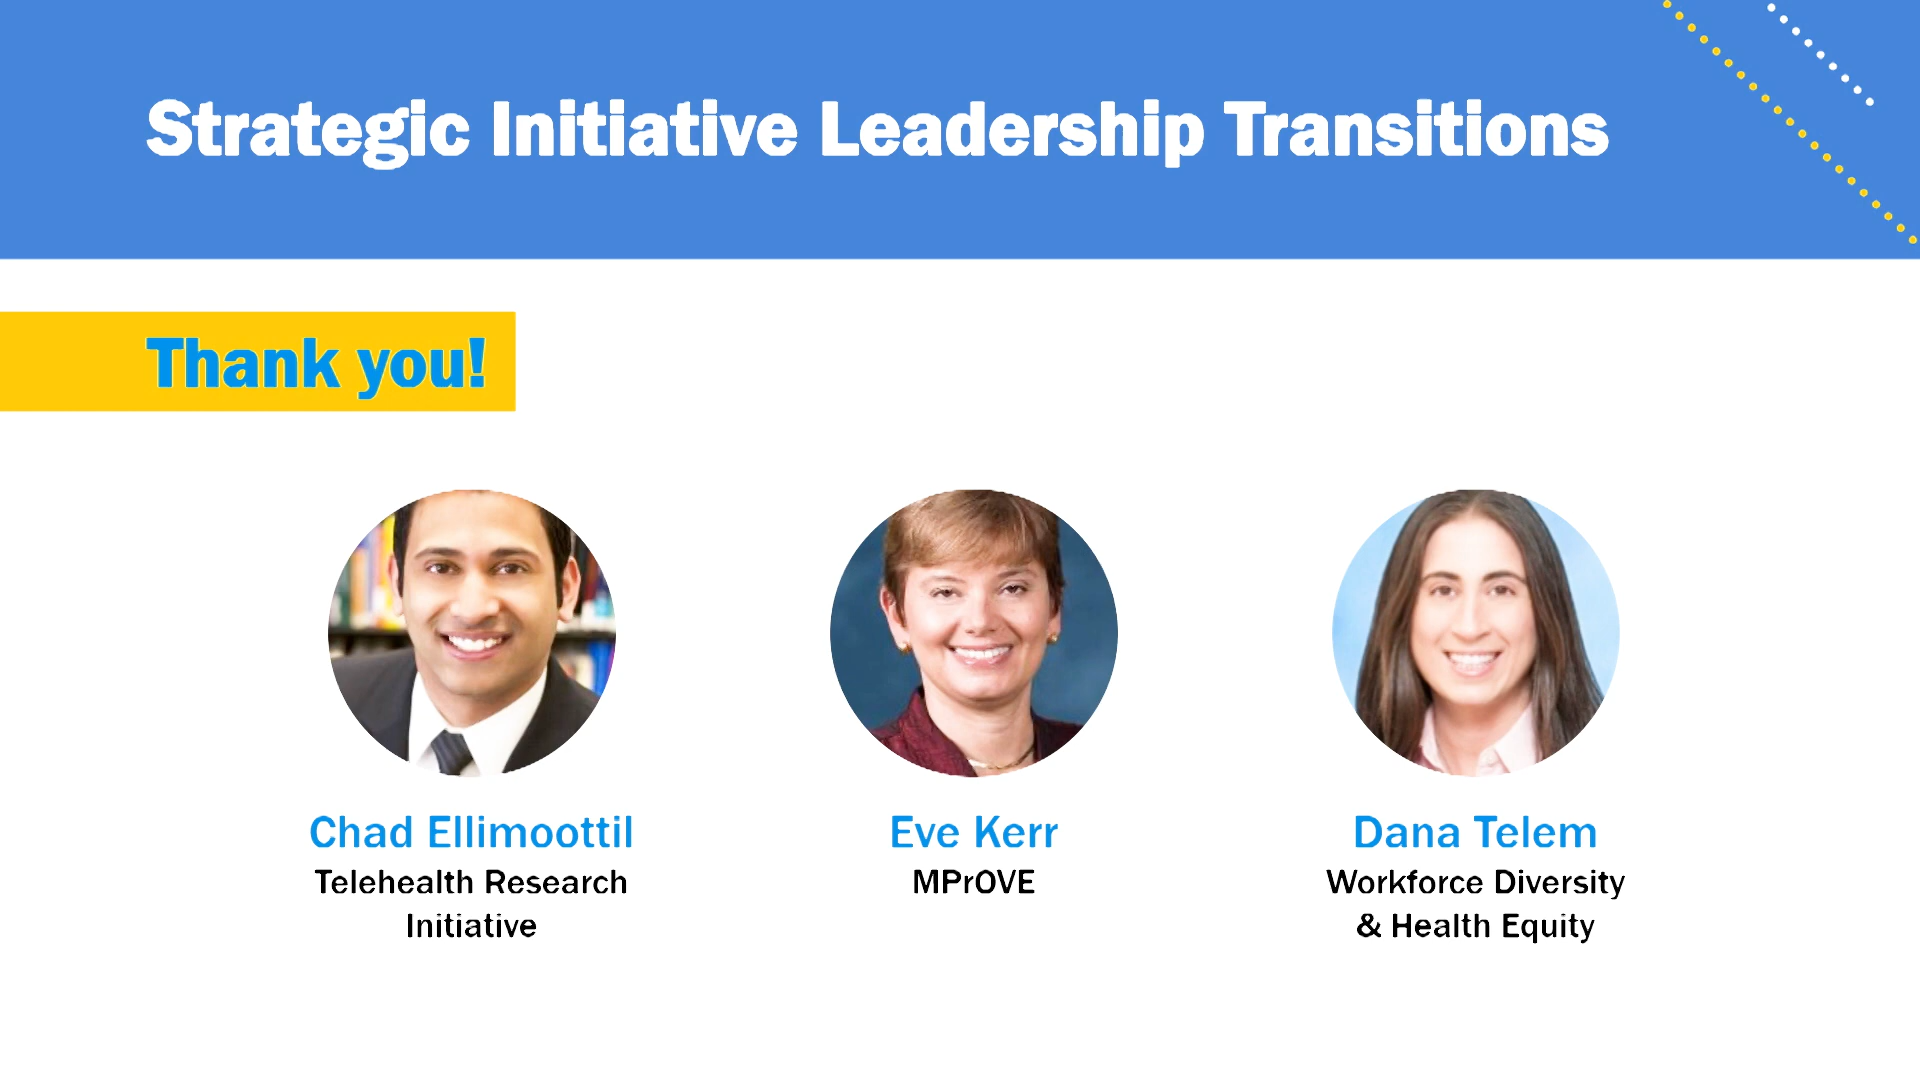 Strategic Initiative Leadership Transitions
Thank you!
Chad Ellimoottil
Telehealth Research
Initiative
Eve Kerr
MPrOVE
Dana Telem
Workforce Diversity
& Health Equity